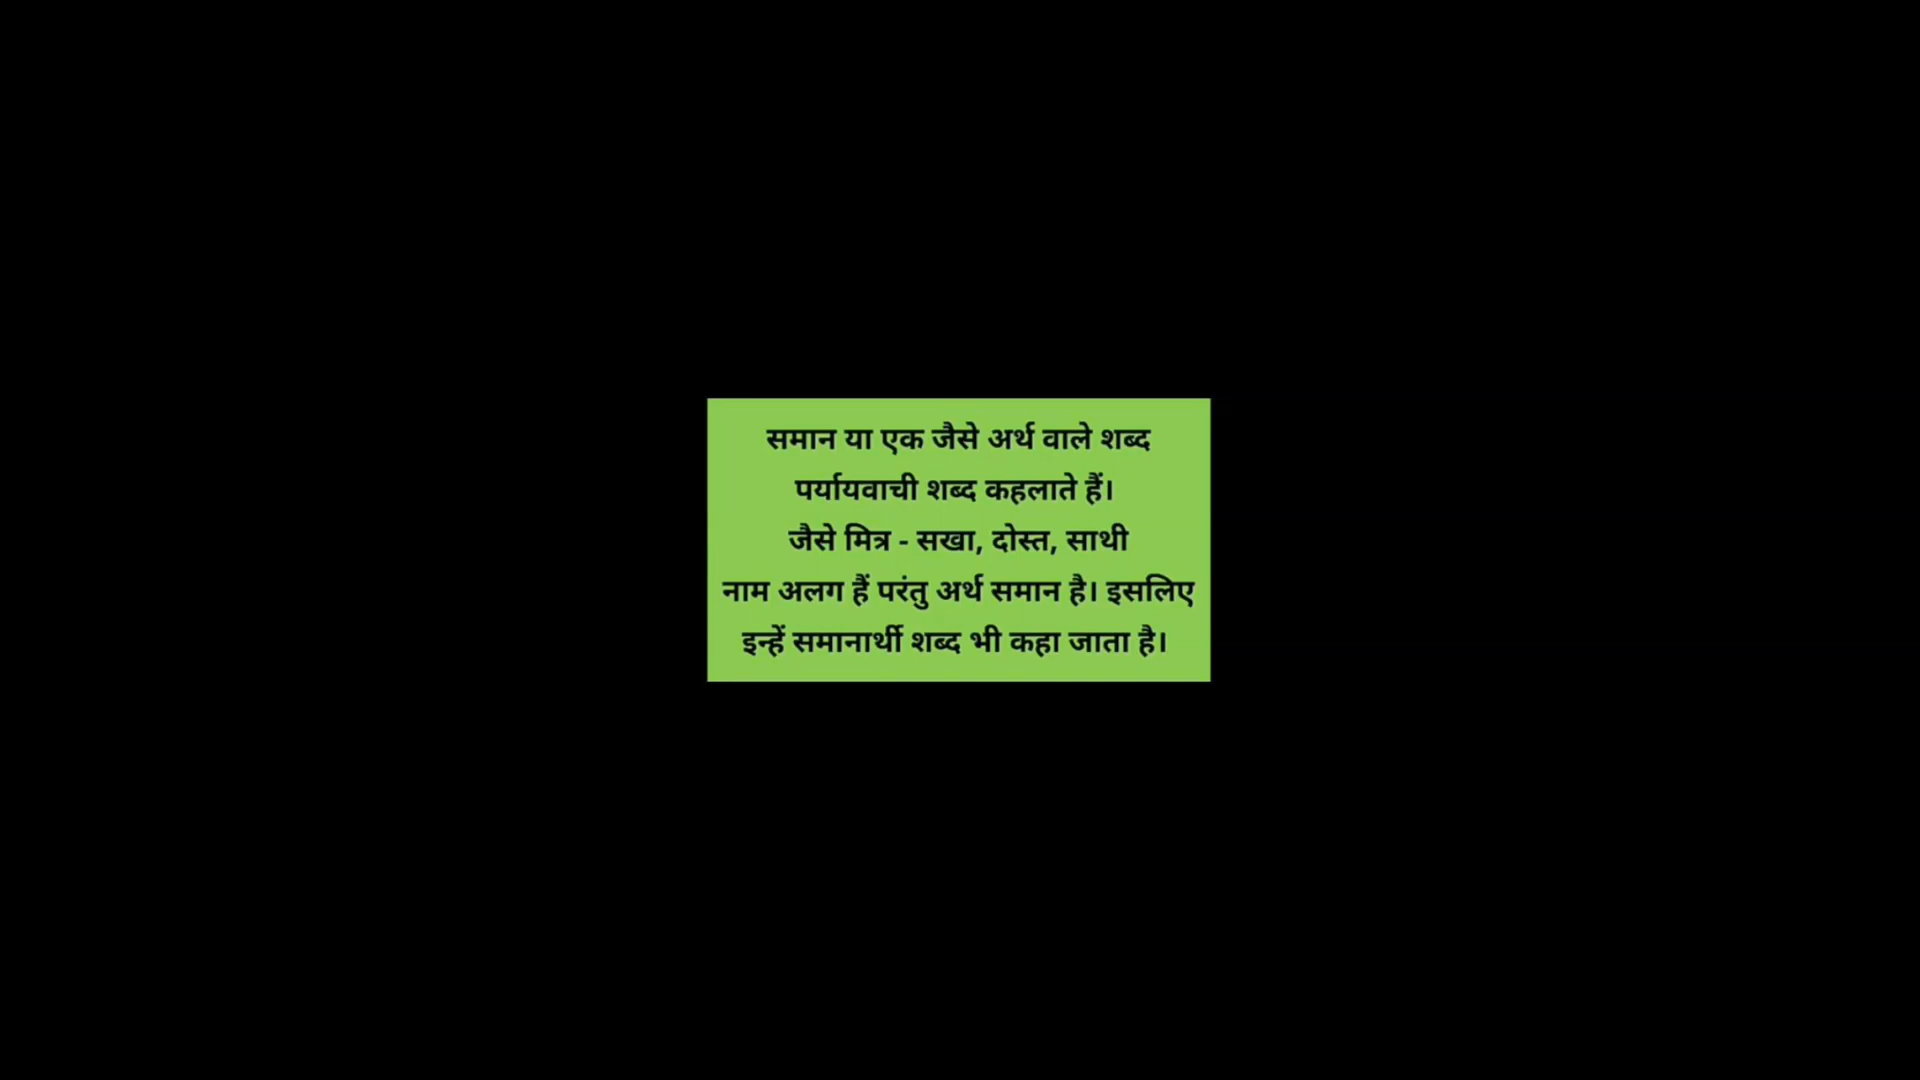 समान या एक जैसे अर्थ वाले शब्द
पर्यायवाची शब्द कहलाते हैं।
जैसे मित्र - सखा, दोस्त, साथी
नाम अलग हैं परंतु अर्थ समान है। इसलिए
इन्हें समानार्थी शब्द भी कहा जाता है।